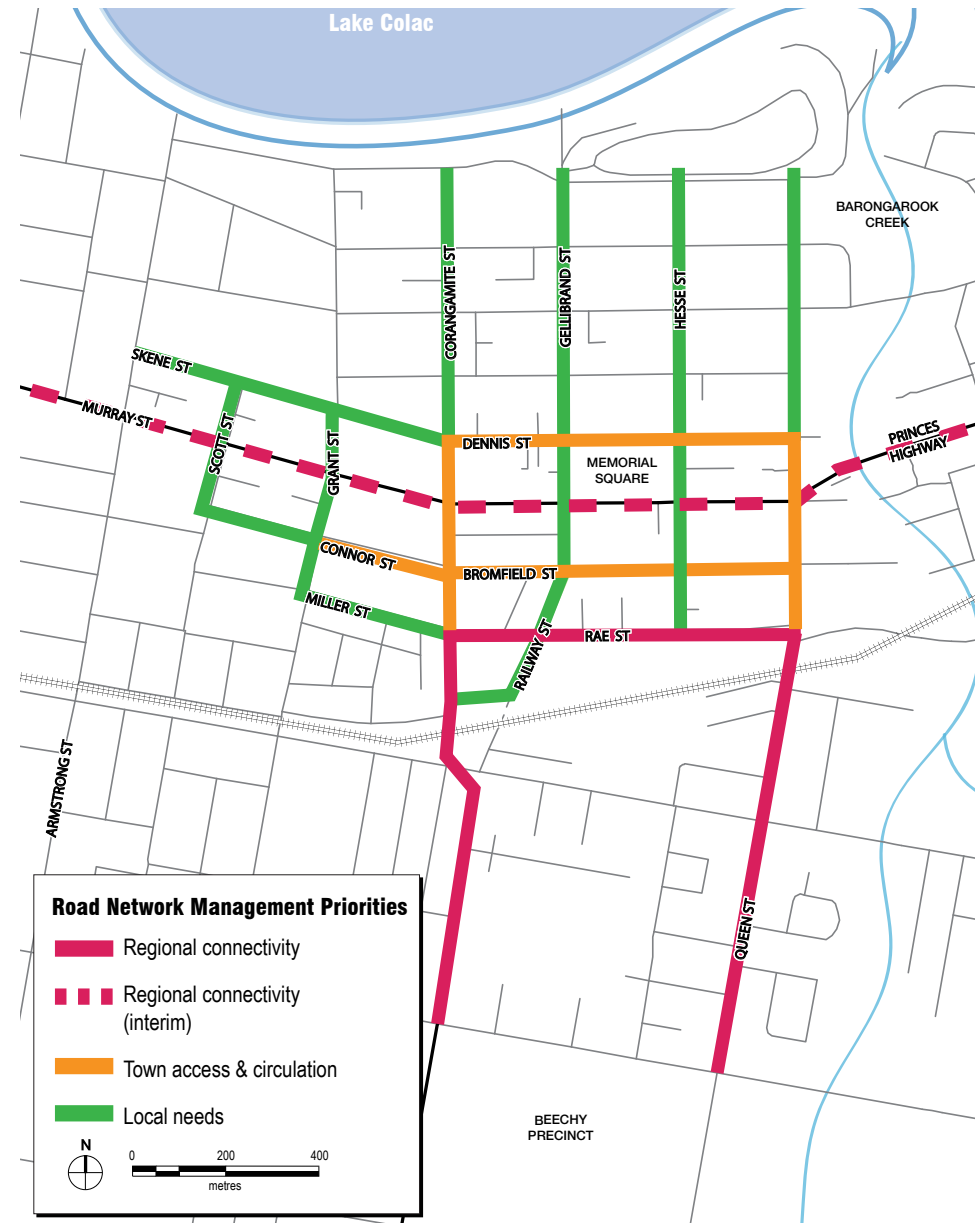 Lake Colac
BARONGAROOK
CREEK
CORANGAMITE ST
GELLIBRAND ST
HESSE ST
SKENE ST
MURRAY ST
SCOTT ST
GRANT ST
DENNIS ST
PRINCES
HIGHWAY
MEMORIAL
SQUARE
CONNOR ST
BROMFIELD ST
MILLER ST
RAE ST
RAILWAY ST
ARMSTRONG ST
QUEEN ST
Road Network Management Priorities
Regional connectivity
Regional connectivity
(interim)
Town access & circulation
Local needs
N
0 200 400
metres
BEECHY
PRECINCT